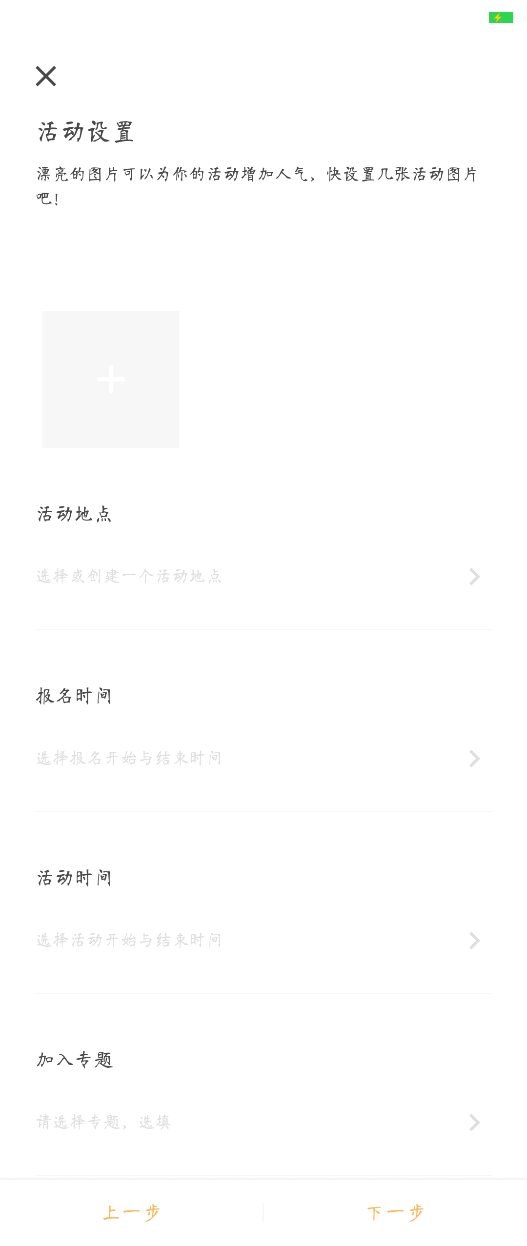 活动设置
漂亮的图片可以为你的活动增加人气，快设置几张活动图片
吧！
活动地点
选择或创建一个活动地点
报名时间
选择报名开始与结束时间
活动时间
选择活动开始与结束时间
加入专题
请选择专题，选填
上一步
下一步